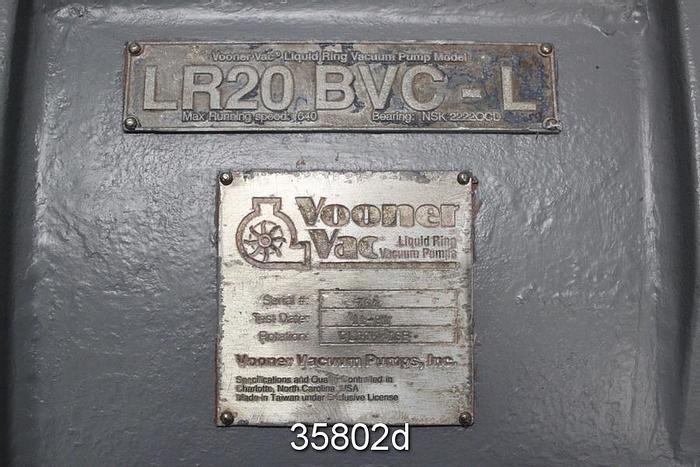 Vooner Vac® Liquid Ring Vacuum Pump Model
LR20 BVC - L
Max Running speed: 640
Bearing: NSK 22220CD
Vooner
Vac
Liquid Ring
Vacuum Pumps
Serial #:
Test Date:
Rotation:
Vooner Vacuum Pumps, Inc.
Specifications and Quality Controlled in
Charlotte, North Carolina, USA
Made in Taiwan under Exclusive License
35802d